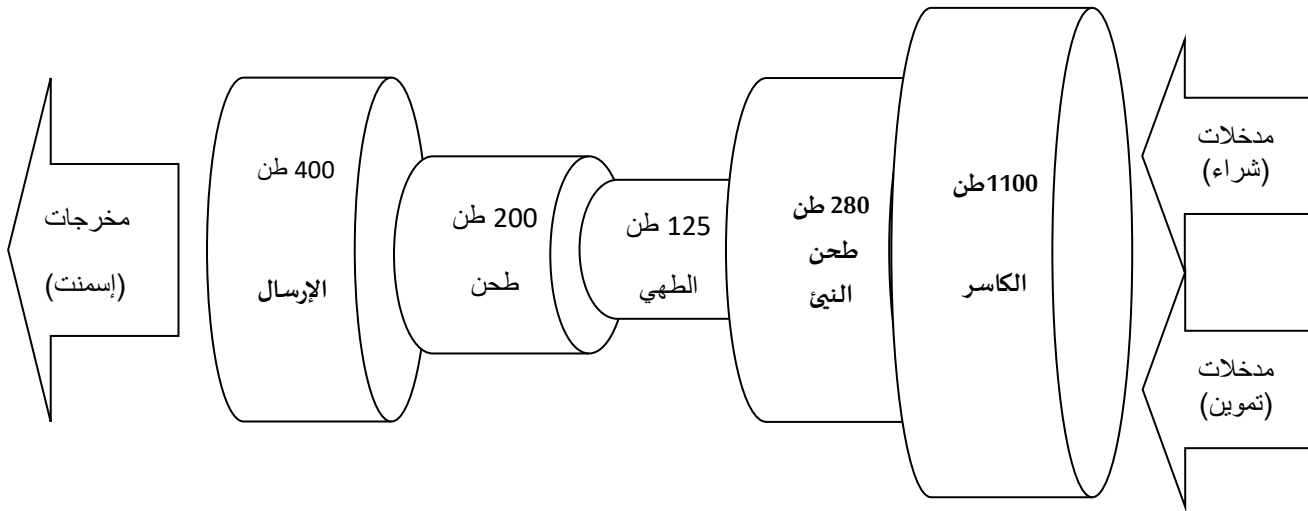 مدخلات
(شراء)
مدخلات
(تموين)
1100طن
الكاسر
280 طن
طحن
النيئ
125 طن
الطهي
200 طن
طحن
400 طن
الإرسال
مخرجات
(إسمنت)